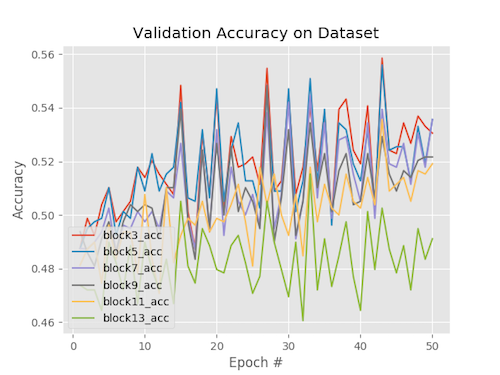 Validation Accuracy on Dataset
0.56
0.54
0.52
0.50
0.48
0.46
Accuracy
block3_acc
block5_acc
block7_acc
block9_acc
block11_acc
block13_acc
0 10 20 30 40 50
Epoch #